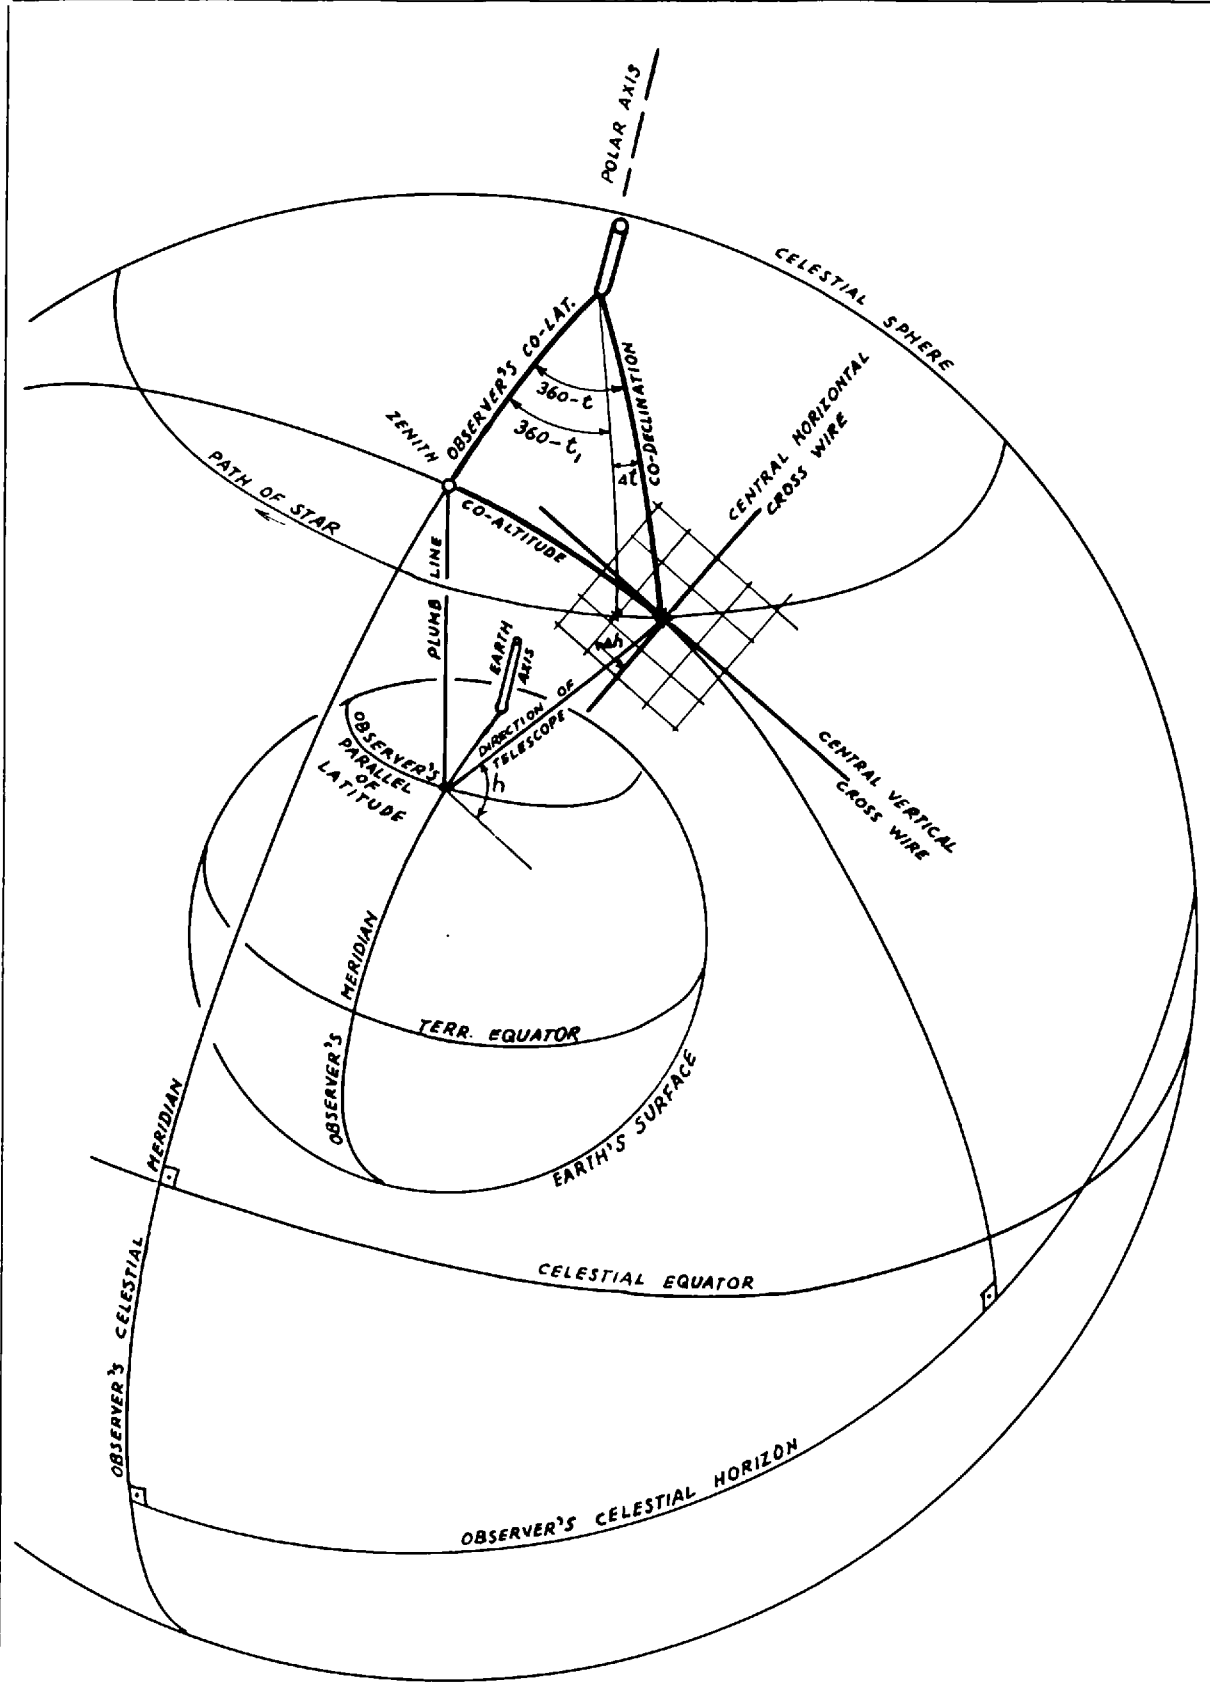 POLAR AXIS
CELESTIAL SPHERE
OBSERVER'S CO-LAT.
360-t
360-t₁
Δt
CO-DECLINATION
ZENITH
CENTRAL HORIZONTAL
CROSS WIRE
PATH OF STAR
CO-ALTITUDE
PLUMB LINE
EARTH
AXIS
Δh
DIRECTION OF
TELESCOPE
h
OBSERVER'S
PARALLEL
OF
LATITUDE
CENTRAL VERTICAL
CROSS WIRE
OBSERVER'S MERIDIAN
TERR. EQUATOR
EARTH'S SURFACE
OBSERVER'S CELESTIAL MERIDIAN
CELESTIAL EQUATOR
OBSERVER'S CELESTIAL HORIZON